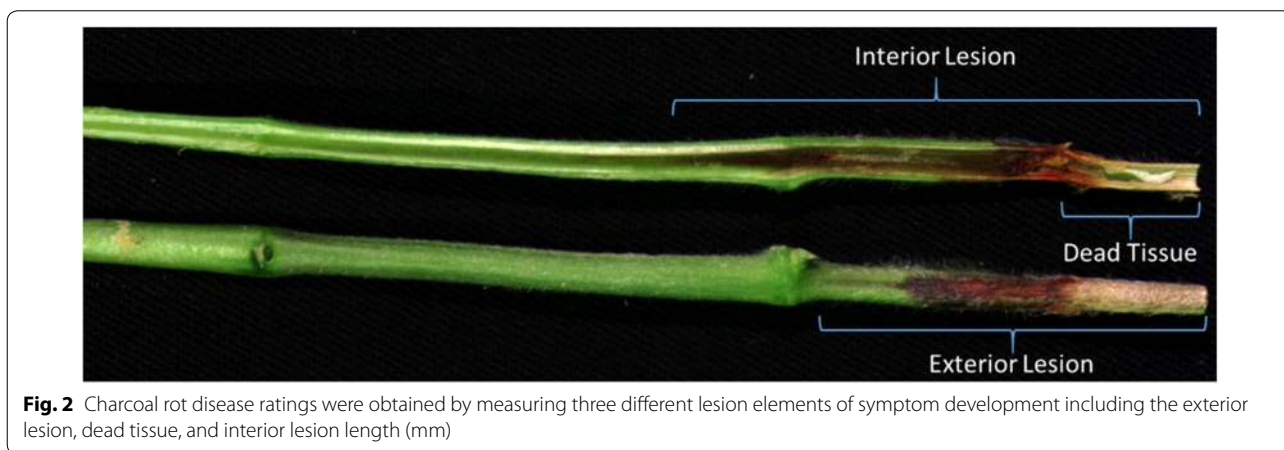 Interior Lesion
Dead Tissue
Exterior Lesion
Fig. 2 Charcoal rot disease ratings were obtained by measuring three different lesion elements of symptom development including the exterior
lesion, dead tissue, and interior lesion length (mm)